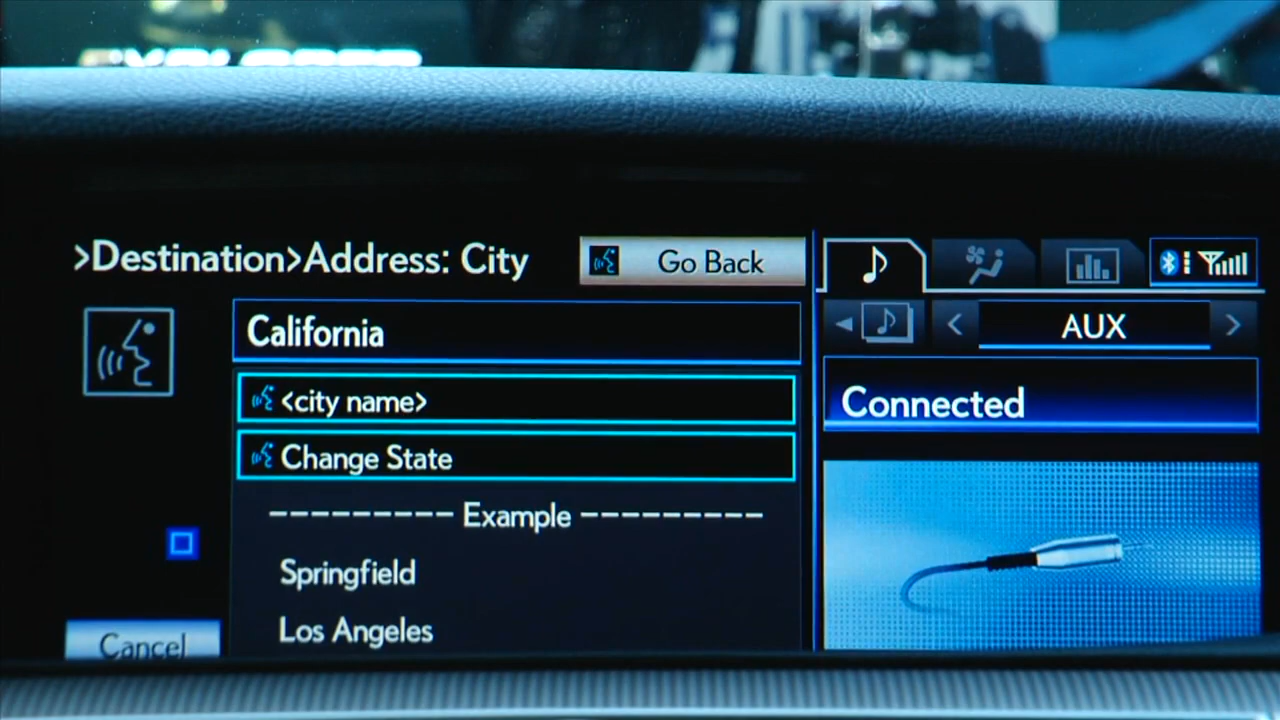 >Destination>Address: City
Go Back
California
<city name>
Change State
--------- Example ---------
Springfield
Los Angeles
Cancel
AUX
Connected